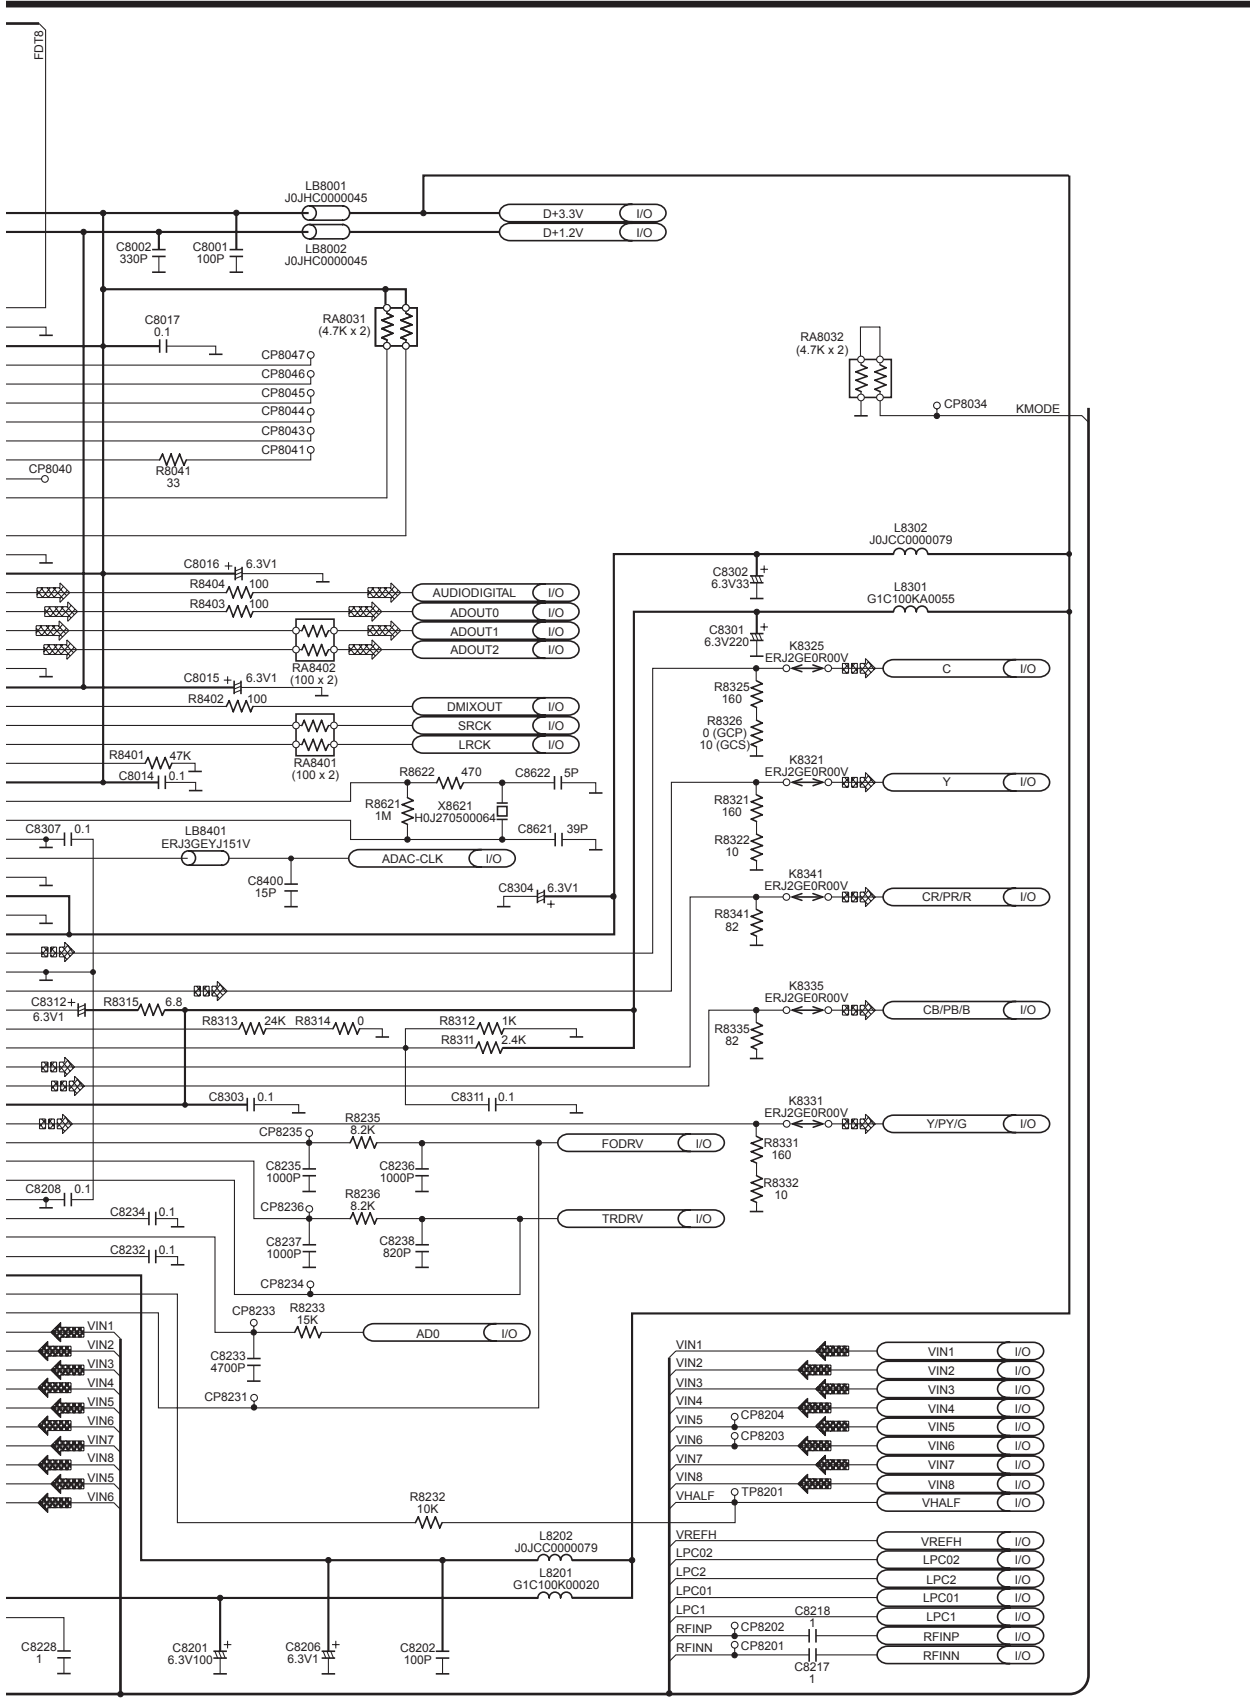 FDT8
LB8001
J0JHC0000045
D+3.3V I/O
D+1.2V I/O
C8002
330P
C8001
100P
LB8002
J0JHC0000045
C8017
0.1
RA8031
(4.7K x 2)
RA8032
(4.7K x 2)
CP8047
CP8046
CP8045
CP8044
CP8043
CP8041
CP8034
KMODE
CP8040
R8041
33
L8302
J0JCC0000079
C8016 + 6.3V1
C8302 +
6.3V33
R8404 100
AUDIODIGITAL I/O
L8301
G1C100KA0055
R8403 100
ADOUT0 I/O
ADOUT1 I/O
C8301 +
6.3V220
ADOUT2 I/O
RA8402
(100 x 2)
K8325
ERJ2GE0R00V
C I/O
C8015 + 6.3V1
R8402 100
R8325
160
DMIXOUT I/O
SRCK I/O
R8326
0 (GCP)
10 (GCS)
LRCK I/O
RA8401
(100 x 2)
R8401 47K
C8014 0.1
K8321
ERJ2GE0R00V
Y I/O
R8622 470
C8622 5P
R8621
1M
X8621
H0J270500064
R8321
160
C8307 0.1
LB8401
ERJ3GEYJ151V
C8621 39P
R8322
10
ADAC-CLK I/O
C8400
15P
C8304 6.3V1
+
K8341
ERJ2GE0R00V
CR/PR/R I/O
R8341
82
C8312 +
6.3V1
R8315 6.8
K8335
ERJ2GE0R00V
CB/PB/B I/O
R8313 24K
R8314 0
R8312 1K
R8311 2.4K
R8335
82
C8303 0.1
C8311 0.1
K8331
ERJ2GE0R00V
Y/PY/G I/O
CP8235
R8235
8.2K
FODRV I/O
R8331
160
C8235
1000P
C8236
1000P
R8332
10
C8208 0.1
CP8236
R8236
8.2K
TRDRV I/O
C8234 0.1
C8237
1000P
C8238
820P
C8232 0.1
CP8234
CP8233
R8233
15K
AD0 I/O
C8233
4700P
CP8231
VIN1
VIN2
VIN3
VIN4
VIN5
VIN6
VIN7
VIN8
VIN5
VIN6
VIN1 VIN1 I/O
VIN2 VIN2 I/O
VIN3 VIN3 I/O
VIN4 VIN4 I/O
VIN5 CP8204 VIN5 I/O
VIN6 CP8203 VIN6 I/O
VIN7 VIN7 I/O
VIN8 VIN8 I/O
VHALF TP8201 VHALF I/O
R8232
10K
L8202
J0JCC0000079
L8201
G1C100K00020
VREFH VREFH I/O
LPC02 LPC02 I/O
LPC2 LPC2 I/O
LPC01 LPC01 I/O
LPC1 LPC1 I/O
C8218
1
RFINP CP8202 RFINP I/O
RFINN CP8201 RFINN I/O
C8217
1
C8228
1
C8201 +
6.3V100
C8206 +
6.3V1
C8202
100P